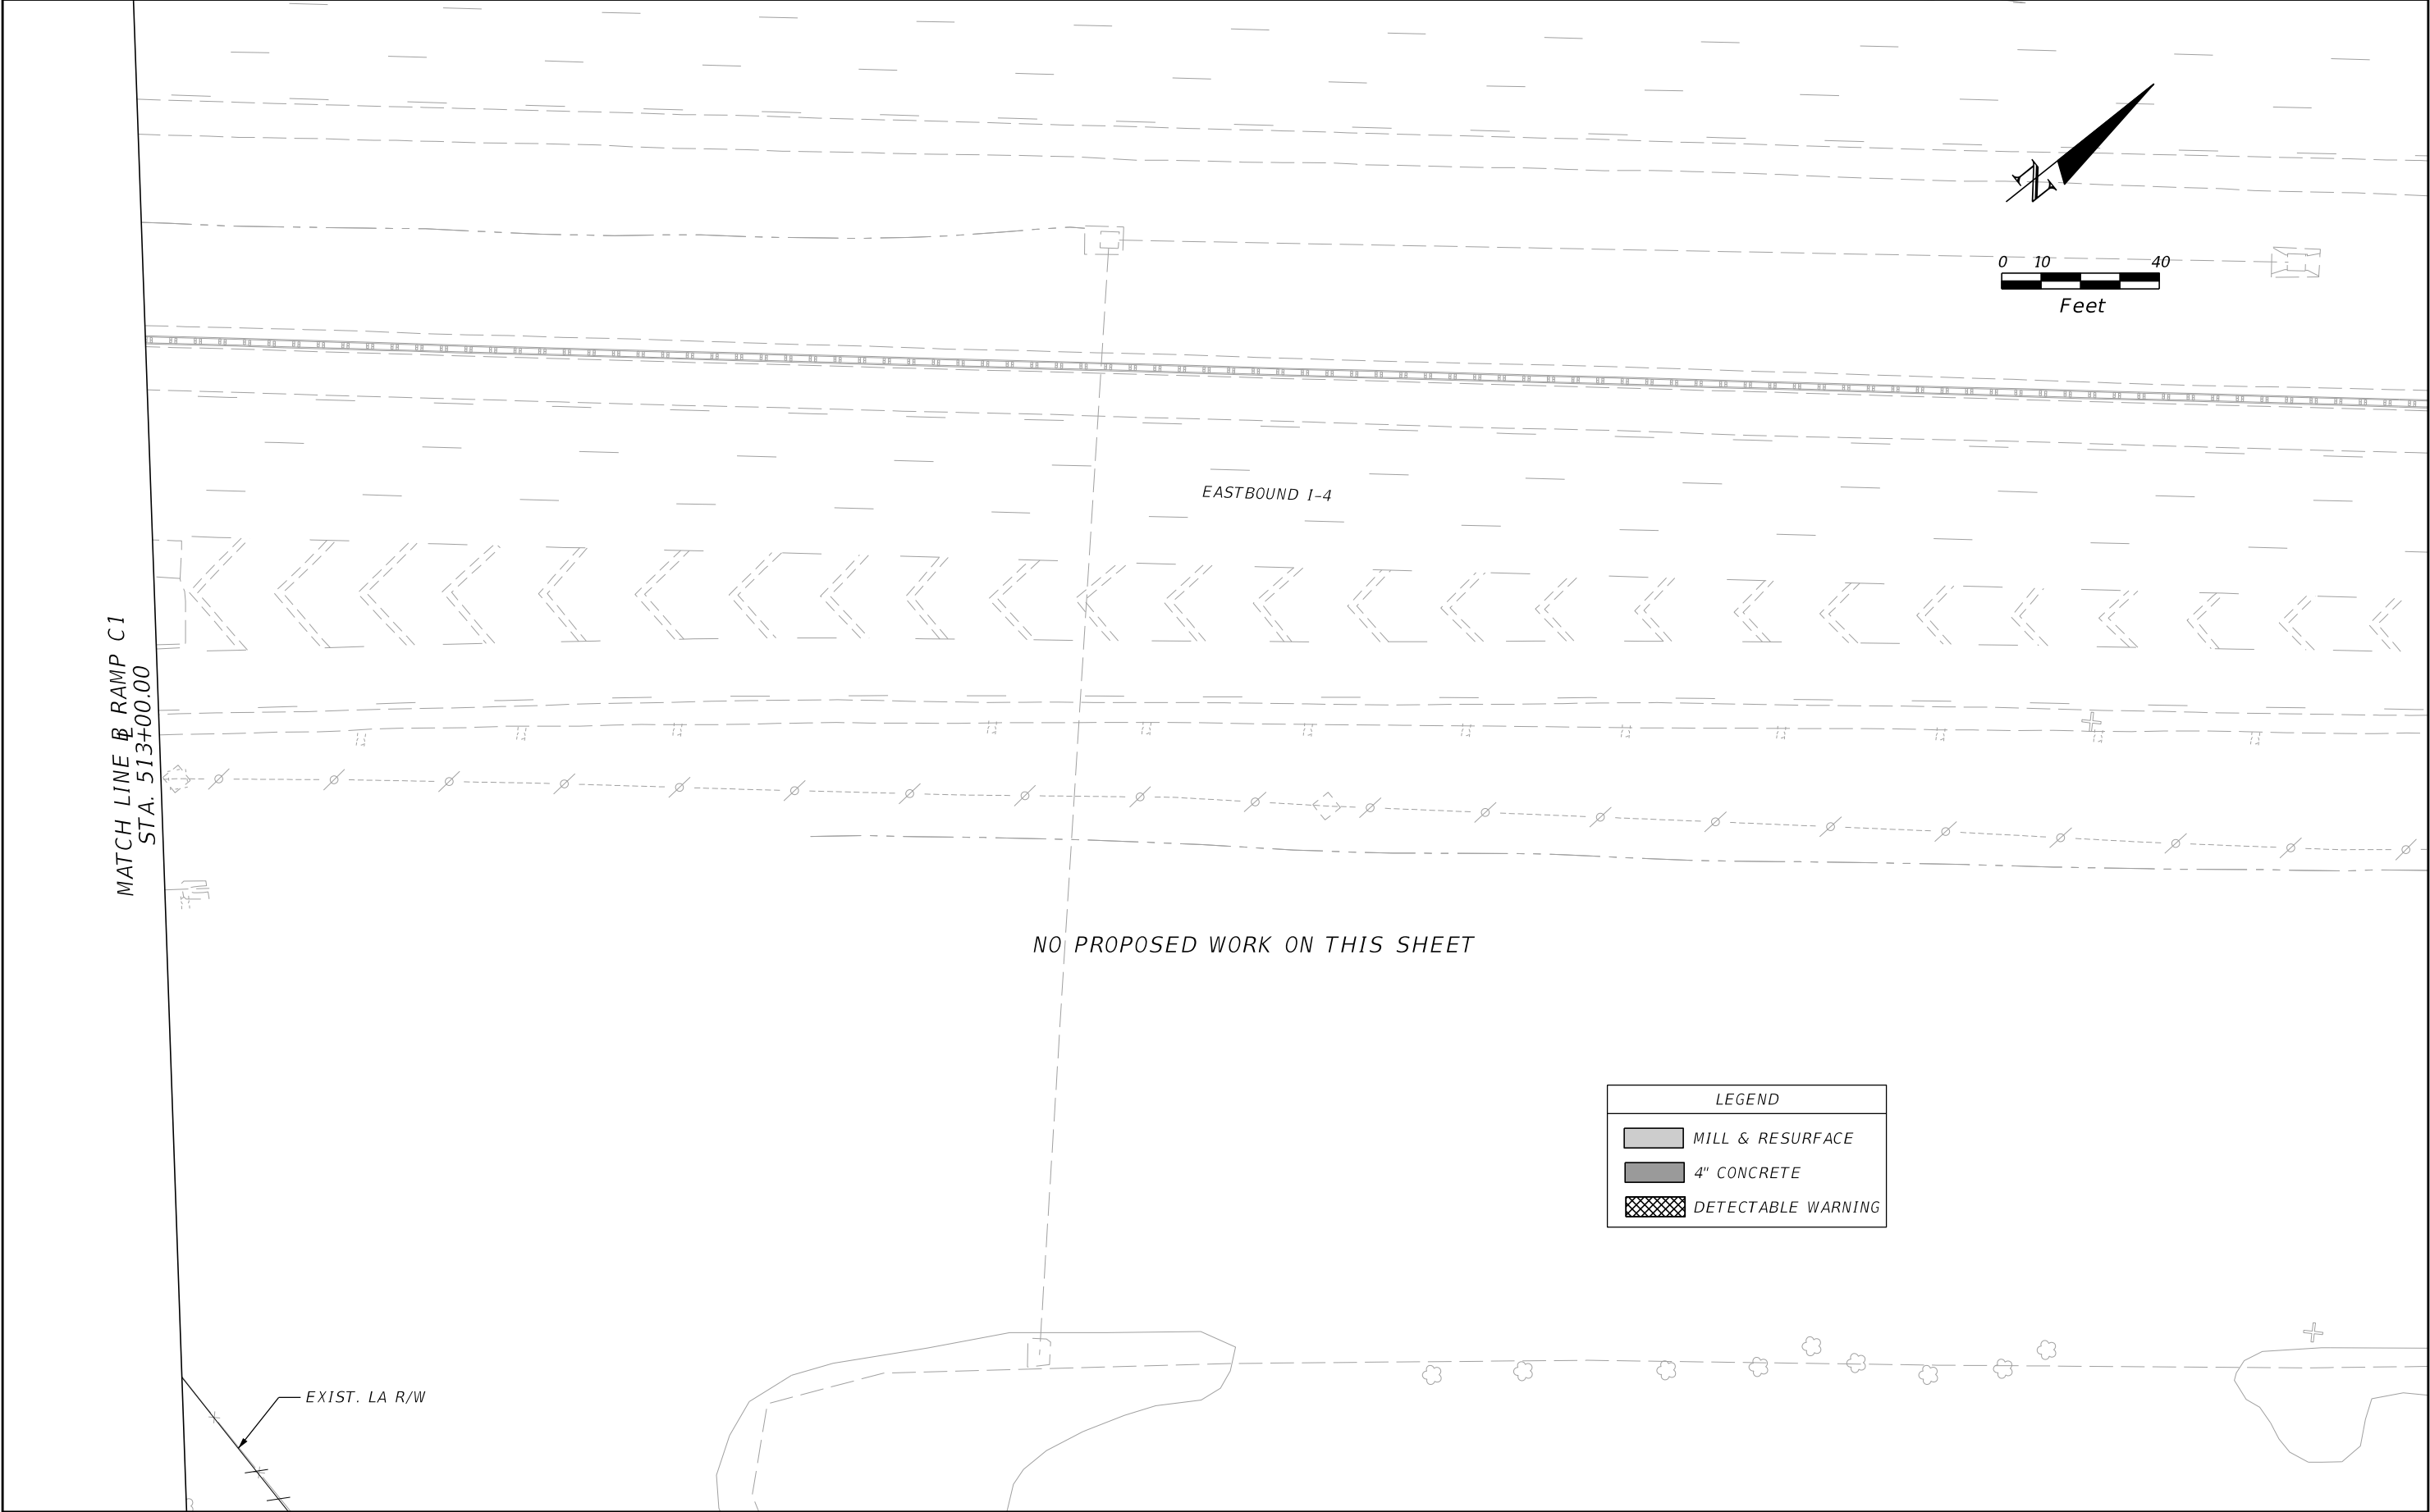 N
0 10 40
Feet
EASTBOUND I-4
MATCH LINE ⅊ RAMP C1
STA. 513+00.00
NO PROPOSED WORK ON THIS SHEET
LEGEND
MILL & RESURFACE
4" CONCRETE
DETECTABLE WARNING
EXIST. LA R/W